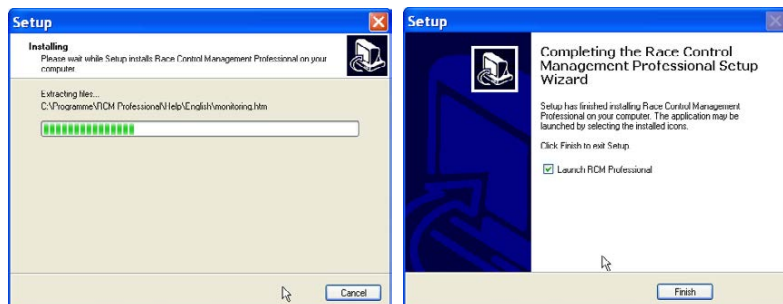 Setup
Installing
Please wait while Setup installs Race Control Management Professional on your
computer.
Extracting files...
C:\Programme\RCM Professional\Help\English\monitoring.htm
Cancel
Setup
Completing the Race Control
Management Professional Setup
Wizard
Setup has finished installing Race Control Management
Professional on your computer. The application may be
launched by selecting the installed icons.
Click Finish to exit Setup.
Launch RCM Professional
Finish